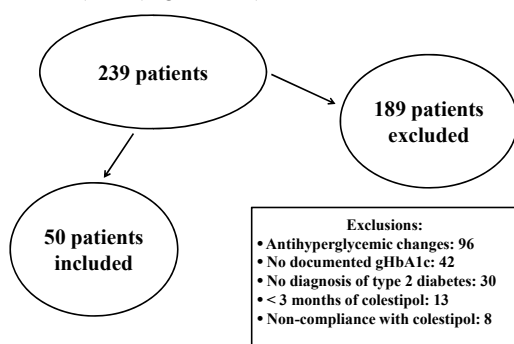 239 patients
189 patients
excluded
50 patients
included
Exclusions:
• Antihyperglycemic changes: 96
• No documented gHbA1c: 42
• No diagnosis of type 2 diabetes: 30
• < 3 months of colestipol: 13
• Non-compliance with colestipol: 8